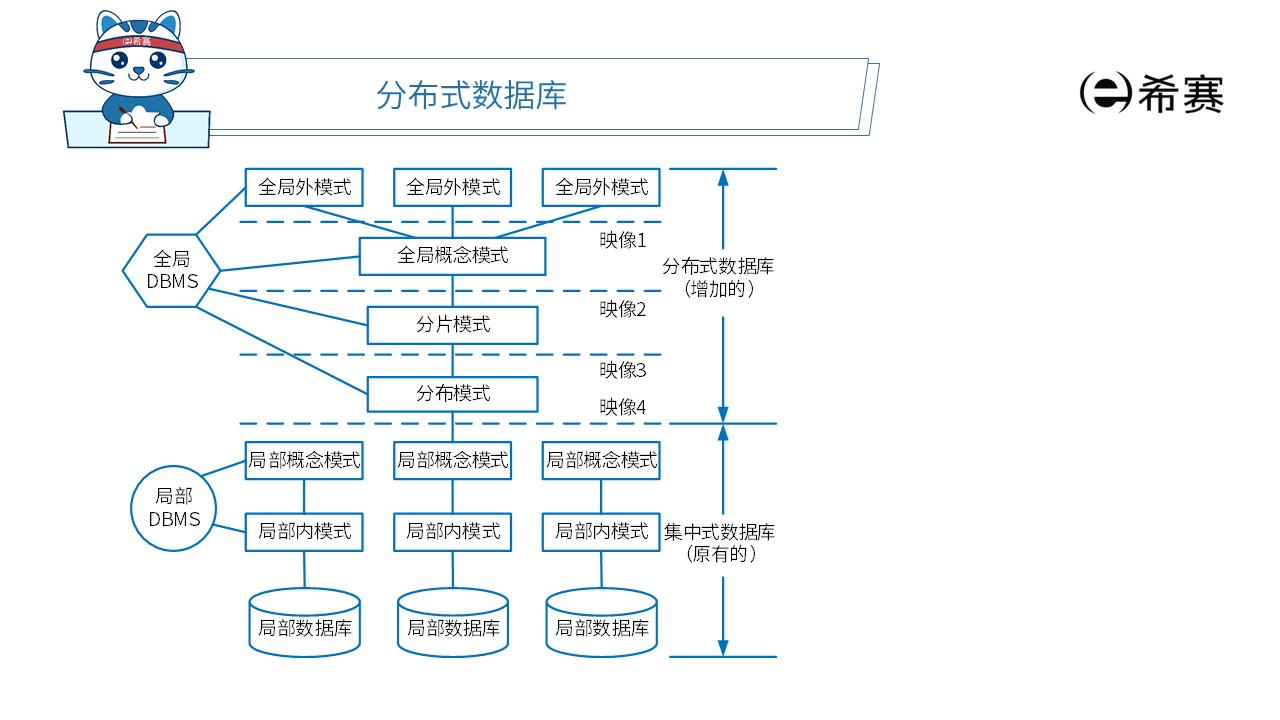 希赛
分布式数据库
希赛
全局外模式
全局外模式
全局外模式
映像1
全局
DBMS
全局概念模式
分布式数据库
（增加的）
映像2
分片模式
映像3
分布模式
映像4
局部概念模式
局部概念模式
局部概念模式
局部
DBMS
局部内模式
局部内模式
局部内模式
集中式数据库
（原有的）
局部数据库
局部数据库
局部数据库